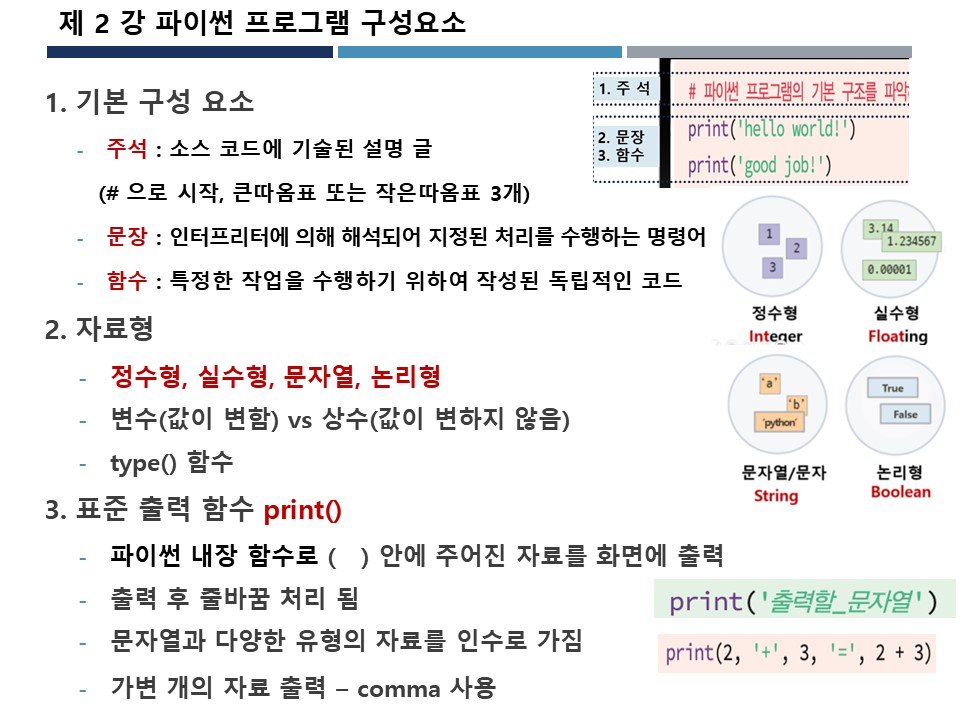 제 2 강 파이썬 프로그램 구성요소
1. 기본 구성 요소
- 주석 : 소스 코드에 기술된 설명 글
(# 으로 시작, 큰따옴표 또는 작은따옴표 3개)
- 문장 : 인터프리터에 의해 해석되어 지정된 처리를 수행하는 명령어
- 함수 : 특정한 작업을 수행하기 위하여 작성된 독립적인 코드
2. 자료형
- 정수형, 실수형, 문자열, 논리형
- 변수(값이 변함) vs 상수(값이 변하지 않음)
- type() 함수
3. 표준 출력 함수 print()
- 파이썬 내장 함수로 (   ) 안에 주어진 자료를 화면에 출력
- 출력 후 줄바꿈 처리 됨
- 문자열과 다양한 유형의 자료를 인수로 가짐
- 가변 개의 자료 출력 – comma 사용
1. 주 석
# 파이썬 프로그램의 기본 구조를
2. 문장
3. 함수
print('hello world!')
print('good job!')
1
2
3
정수형
Integer
3.14
1.234567
0.00001
실수형
Floating
'a'
'b'
'python'
문자열/문자
String
True
False
논리형
Boolean
print('출력할_문자열')
print(2, '+', 3, '=', 2 + 3)